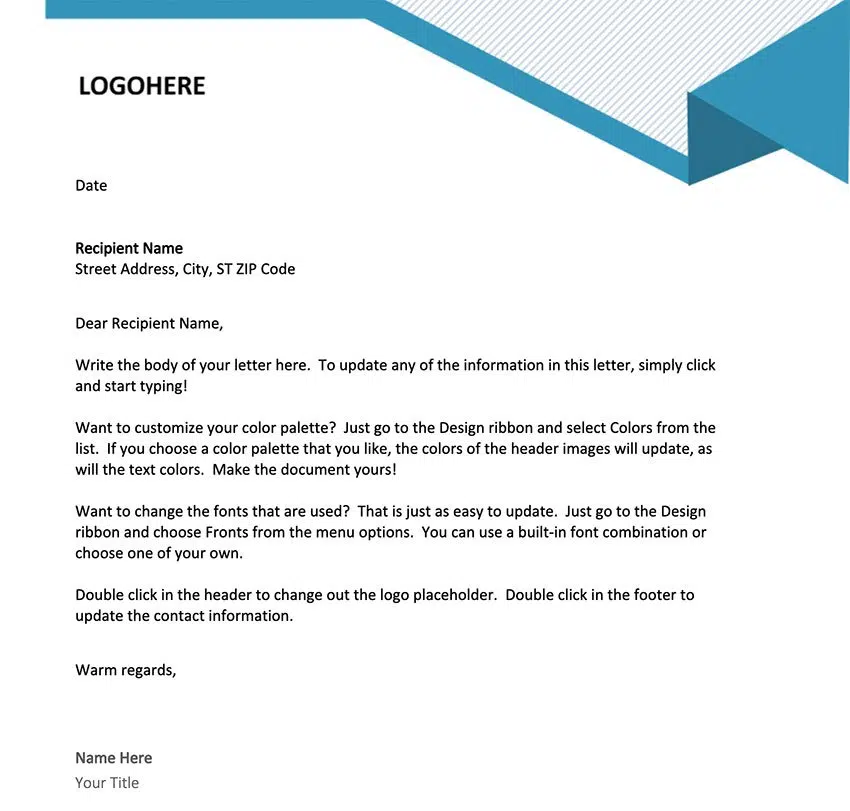 LOGOHERE
Date
Recipient Name
Street Address, City, ST ZIP Code
Dear Recipient Name,
Write the body of your letter here.  To update any of the information in this letter, simply click
and start typing!
Want to customize your color palette?  Just go to the Design ribbon and select Colors from the
list.  If you choose a color palette that you like, the colors of the header images will update, as
will the text colors.  Make the document yours!
Want to change the fonts that are used?  That is just as easy to update.  Just go to the Design
ribbon and choose Fronts from the menu options.  You can use a built-in font combination or
choose one of your own.
Double click in the header to change out the logo placeholder.  Double click in the footer to
update the contact information.
Warm regards,
Name Here
Your Title